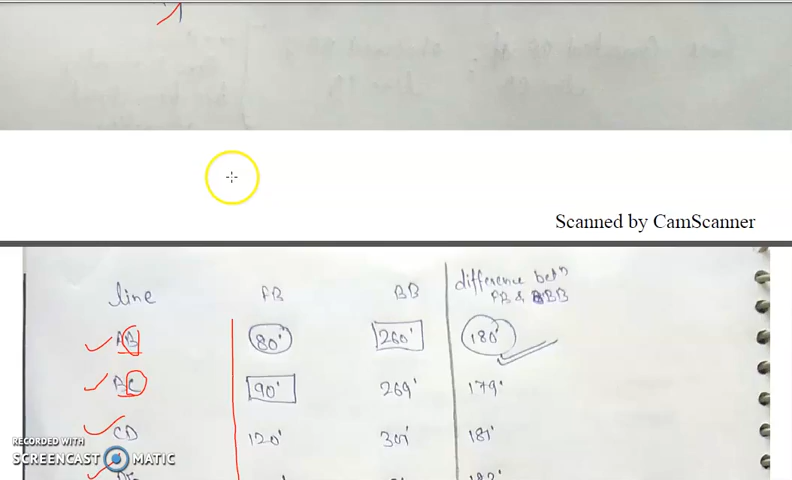 Scanned by CamScanner
line FB BB difference betn
FB & BB
AB 80' 260' 180'
BC 90' 269' 179'
CD 120' 301' 181'
RECORDED WITH
SCREENCAST MATIC